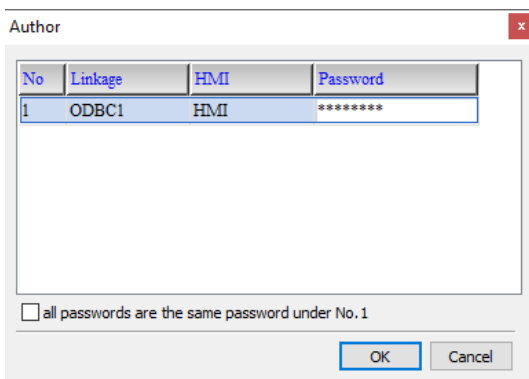 Author
x
No Linkage HMI Password
1 ODBC1 HMI ********
all passwords are the same password under No.1
OK Cancel